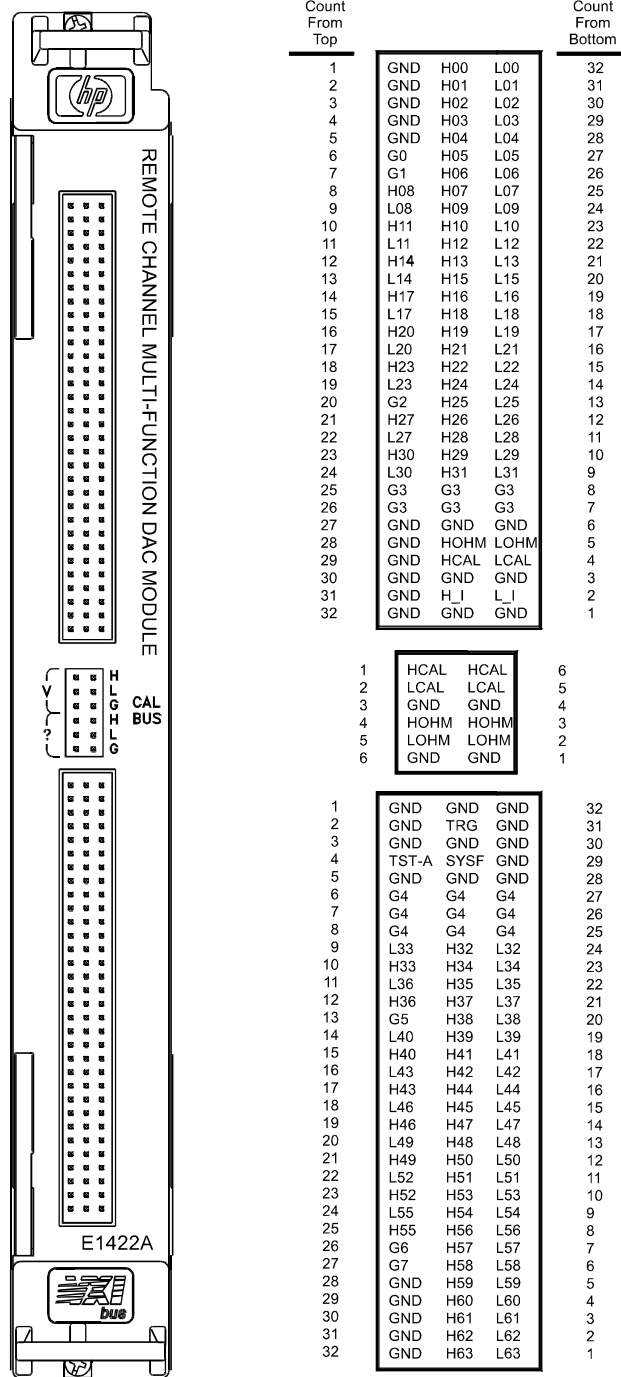 Count From Top
Count From Bottom
hp
REMOTE CHANNEL MULTI-FUNCTION DAC MODULE
1 GND H00 L00 32
2 GND H01 L01 31
3 GND H02 L02 30
4 GND H03 L03 29
5 GND H04 L04 28
6 G0 H05 L05 27
7 G1 H06 L06 26
8 H08 H07 L07 25
9 L08 H09 L09 24
10 H11 H10 L10 23
11 L11 H12 L12 22
12 H14 H13 L13 21
13 L14 H15 L15 20
14 H17 H16 L16 19
15 L17 H18 L18 18
16 H20 H19 L19 17
17 L20 H21 L21 16
18 H23 H22 L22 15
19 L23 H24 L24 14
20 G2 H25 L25 13
21 H27 H26 L26 12
22 L27 H28 L28 11
23 H30 H29 L29 10
24 L30 H31 L31 9
25 G3 G3 G3 8
26 G3 G3 G3 7
27 GND GND GND 6
28 GND HOHM LOHM 5
29 GND HCAL LCAL 4
30 GND GND GND 3
31 GND H_I L_I 2
32 GND GND GND 1
V
?
H
L
G
H
L
G
CAL BUS
1 HCAL HCAL 6
2 LCAL LCAL 5
3 GND GND 4
4 HOHM HOHM 3
5 LOHM LOHM 2
6 GND GND 1
1 GND GND GND 32
2 GND TRG GND 31
3 GND GND GND 30
4 TST-A SYSF GND 29
5 GND GND GND 28
6 G4 G4 G4 27
7 G4 G4 G4 26
8 G4 G4 G4 25
9 L33 H32 L32 24
10 H33 H34 L34 23
11 L36 H35 L35 22
12 H36 H37 L37 21
13 G5 H38 L38 20
14 L40 H39 L39 19
15 H40 H41 L41 18
16 L43 H42 L42 17
17 H43 H44 L44 16
18 L46 H45 L45 15
19 H46 H47 L47 14
20 L49 H48 L48 13
21 H49 H50 L50 12
22 L52 H51 L51 11
23 H52 H53 L53 10
24 L55 H54 L54 9
25 H55 H56 L56 8
26 G6 H57 L57 7
27 G7 H58 L58 6
28 GND H59 L59 5
29 GND H60 L60 4
30 GND H61 L61 3
31 GND H62 L62 2
32 GND H63 L63 1
E1422A
VXI
bus